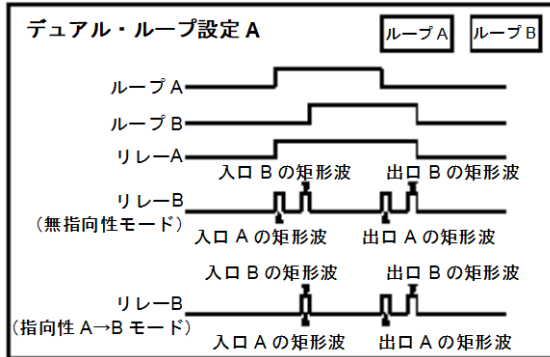 デュアル・ループ設定 A
ループ A
ループ B
ループ A
ループ B
リレーA
入口 B の矩形波
出口 B の矩形波
リレーB
(無指向性モード)
入口 A の矩形波
出口 A の矩形波
入口 B の矩形波
出口 B の矩形波
リレーB
(指向性 A→B モード)
入口 A の矩形波
出口 A の矩形波